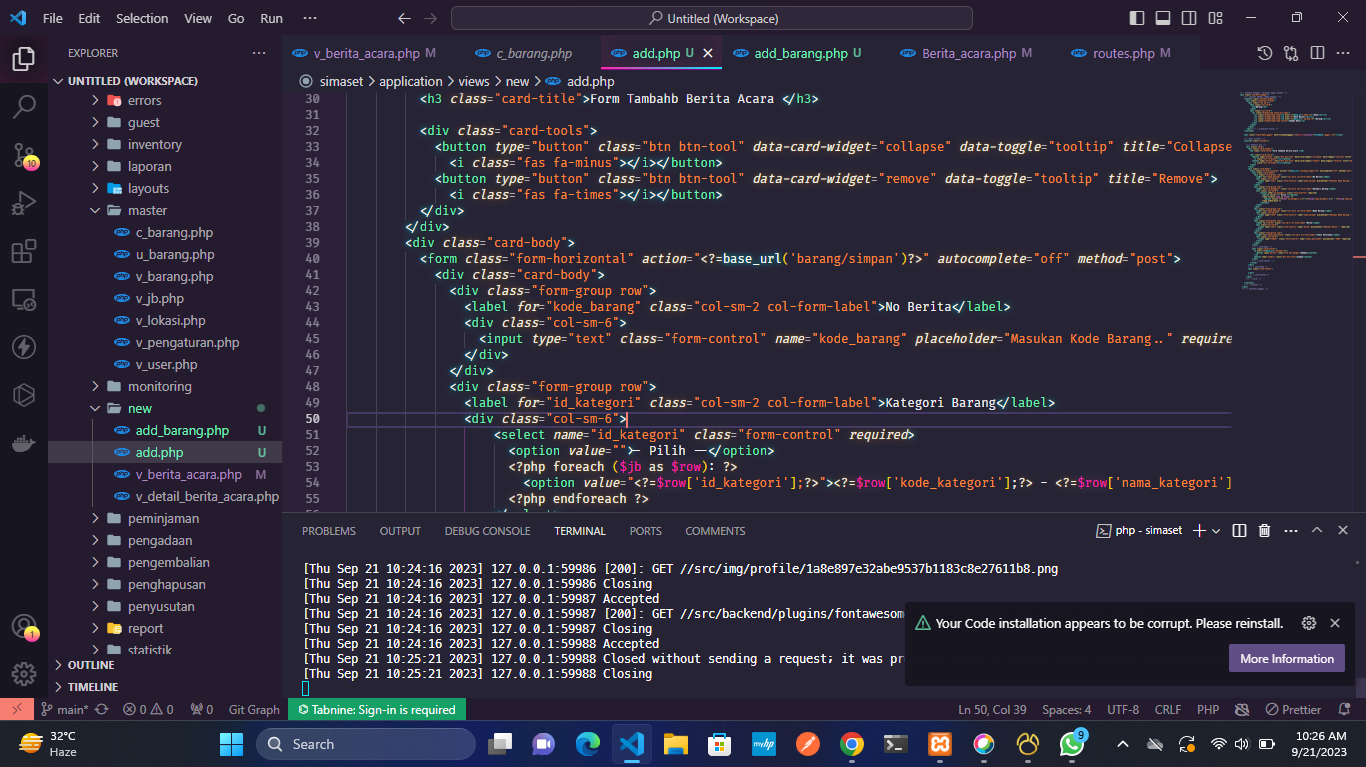 File Edit Selection View Go Run ··· Untitled (Workspace)
EXPLORER ···
v_berita_acara.php M c_barang.php add.php U add_barang.php U Berita_acara.php M routes.php M
UNTITLED (WORKSPACE)
simaset > application > views > new > add.php
errors
guest
inventory
laporan
layouts
master
c_barang.php
u_barang.php
v_barang.php
v_jb.php
v_lokasi.php
v_pengaturan.php
v_user.php
monitoring
new
add_barang.php U
add.php U
v_berita_acara.php M
v_detail_berita_acara.php
peminjaman
pengadaan
pengembalian
penghapusan
penyusutan
report
statistik
OUTLINE
TIMELINE
10
1
30 <h3 class="card-title">Form Tambahb Berita Acara </h3>
31
32 <div class="card-tools">
33 <button type="button" class="btn btn-tool" data-card-widget="collapse" data-toggle="tooltip" title="Collapse
34 <i class="fas fa-minus"></i></button>
35 <button type="button" class="btn btn-tool" data-card-widget="remove" data-toggle="tooltip" title="Remove">
36 <i class="fas fa-times"></i></button>
37 </div>
38 </div>
39 <div class="card-body">
40 <form class="form-horizontal" action="<?=base_url('barang/simpan')?>" autocomplete="off" method="post">
41 <div class="card-body">
42 <div class="form-group row">
43 <label for="kode_barang" class="col-sm-2 col-form-label">No Berita</label>
44 <div class="col-sm-6">
45 <input type="text" class="form-control" name="kode_barang" placeholder="Masukan Kode Barang.." require
46 </div>
47 </div>
48 <div class="form-group row">
49 <label for="id_kategori" class="col-sm-2 col-form-label">Kategori Barang</label>
50 <div class="col-sm-6">
51 <select name="id_kategori" class="form-control" required>
52 <option value="">-- Pilih --</option>
53 <?php foreach ($jb as $row): ?>
54 <option value="<?=$row['id_kategori'];?>"><?=$row['kode_kategori'];?> - <?=$row['nama_kategori']
55 <?php endforeach ?>
PROBLEMS OUTPUT DEBUG CONSOLE TERMINAL PORTS COMMENTS php - simaset
[Thu Sep 21 10:24:16 2023] 127.0.0.1:59986 [200]: GET //src/img/profile/1a8e897e32abe9537b1183c8e27611b8.png
[Thu Sep 21 10:24:16 2023] 127.0.0.1:59986 Closing
[Thu Sep 21 10:24:16 2023] 127.0.0.1:59987 Accepted
[Thu Sep 21 10:24:16 2023] 127.0.0.1:59987 [200]: GET //src/backend/plugins/fontawesom
[Thu Sep 21 10:24:16 2023] 127.0.0.1:59987 Closing
[Thu Sep 21 10:24:16 2023] 127.0.0.1:59988 Accepted
[Thu Sep 21 10:25:21 2023] 127.0.0.1:59988 Closed without sending a request; it was pr
[Thu Sep 21 10:25:21 2023] 127.0.0.1:59988 Closing
Your Code installation appears to be corrupt. Please reinstall.
More Information
main* 0 0 0 Git Graph Tabnine: Sign-in is required Ln 50, Col 39 Spaces: 4 UTF-8 CRLF PHP Prettier
32°C
Haze
Search
myhp
9
10:26 AM
9/21/2023